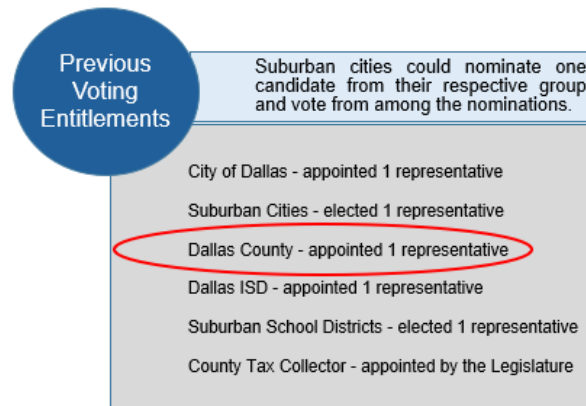 Previous
Voting
Entitlements
Suburban cities could nominate one
candidate from their respective group
and vote from among the nominations.
City of Dallas - appointed 1 representative
Suburban Cities - elected 1 representative
Dallas County - appointed 1 representative
Dallas ISD - appointed 1 representative
Suburban School Districts - elected 1 representative
County Tax Collector - appointed by the Legislature